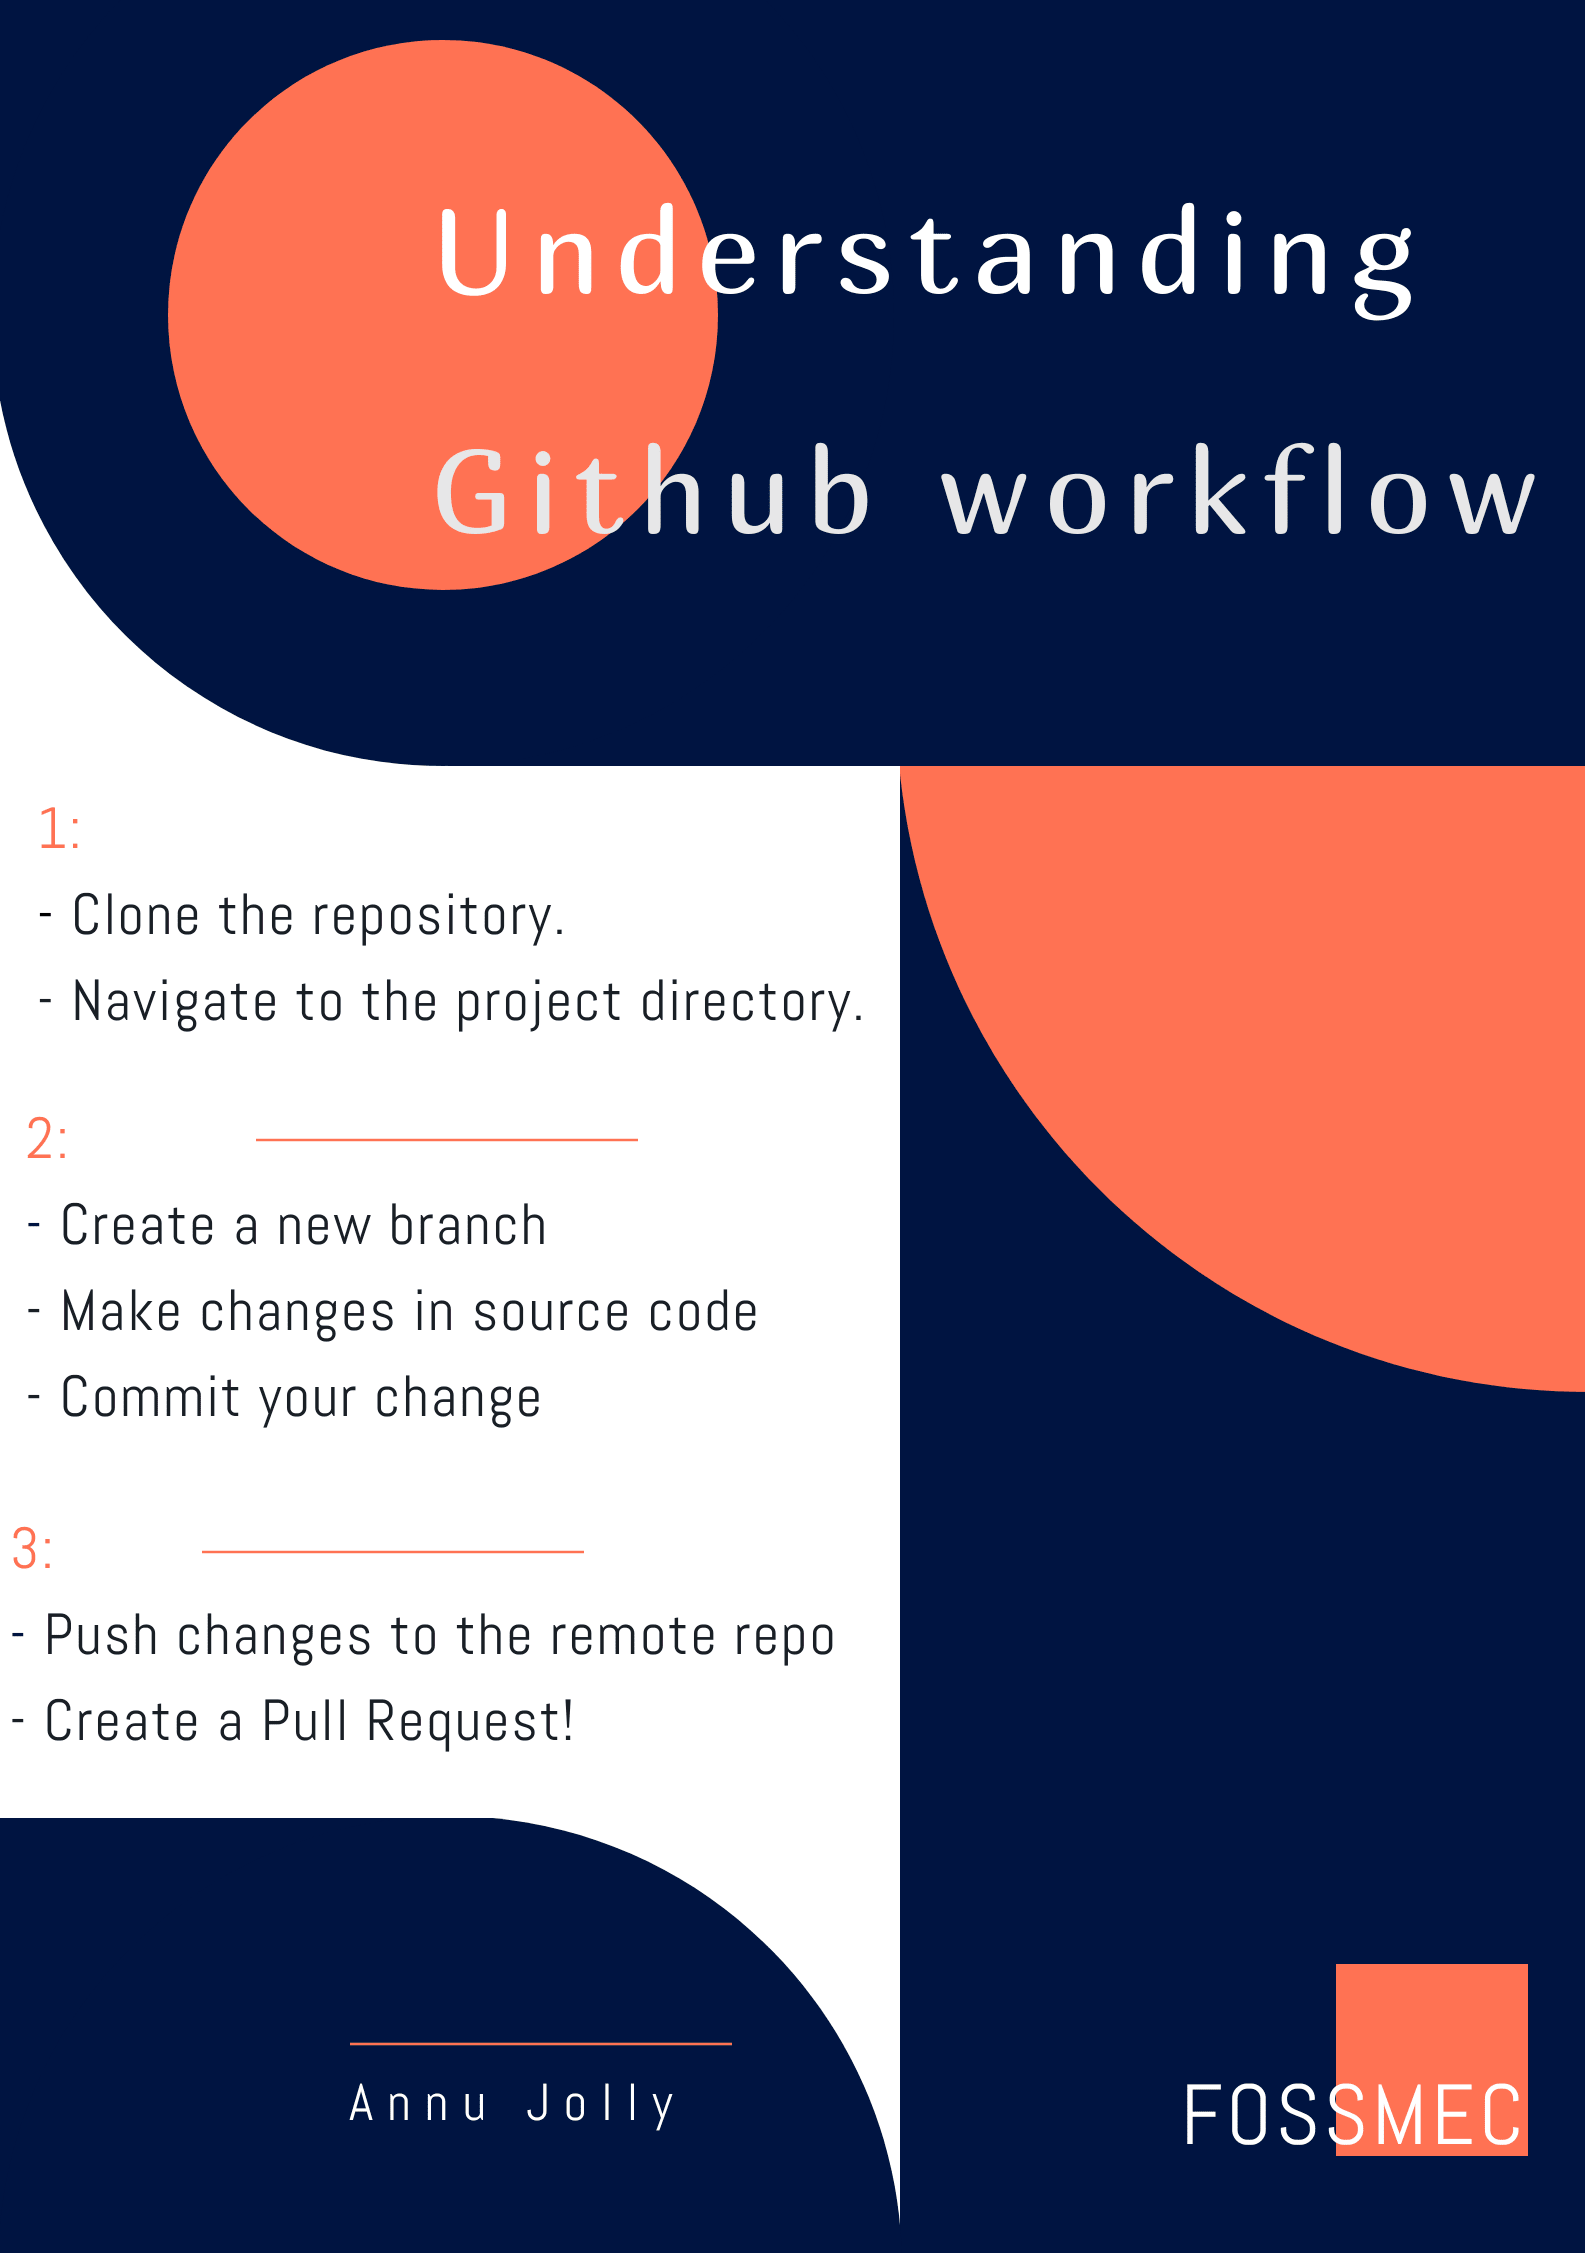 Understanding
Github workflow
1:
- Clone the repository.
- Navigate to the project directory.
2:
- Create a new branch
- Make changes in source code
- Commit your change
3:
- Push changes to the remote repo
- Create a Pull Request!
Annu Jolly
FOSSMEC